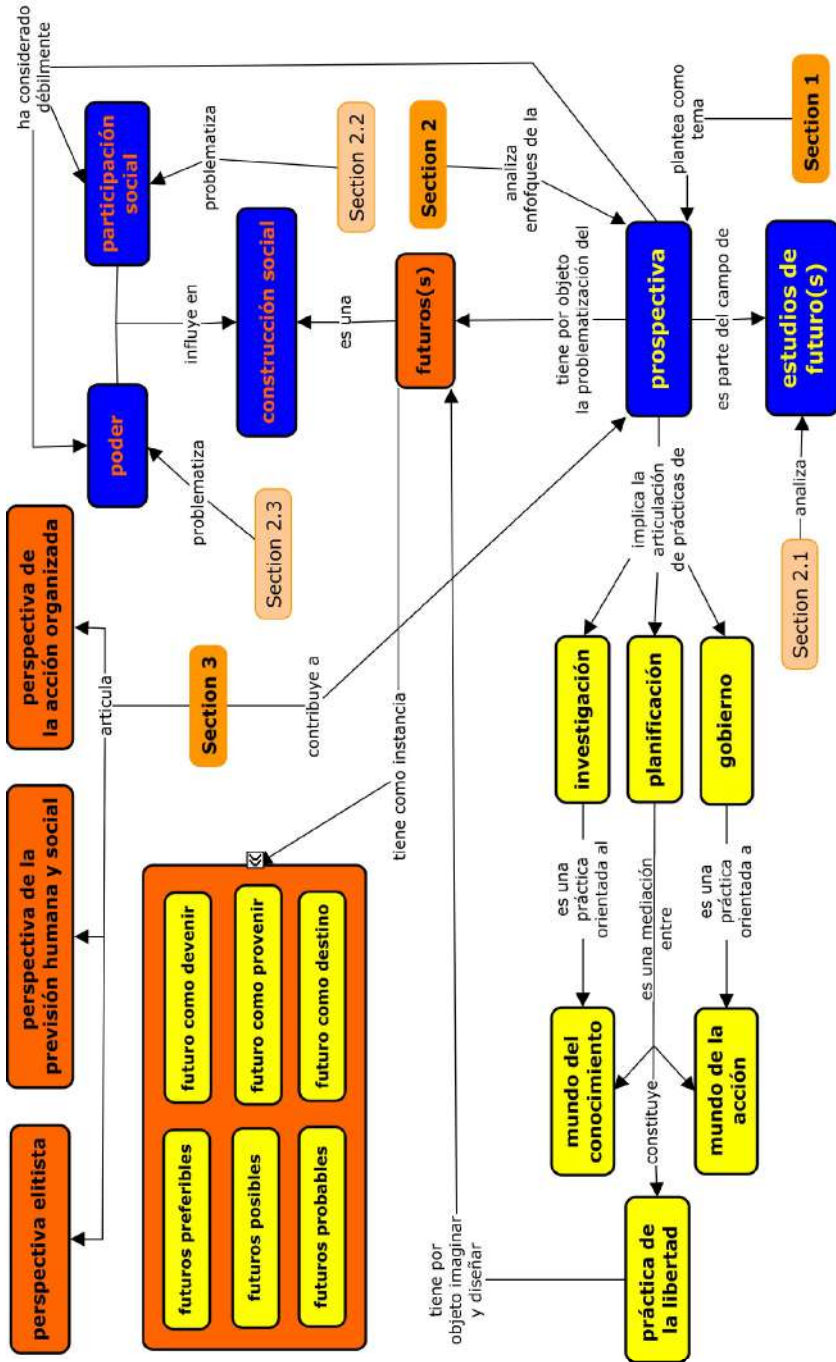 perspectiva elitista
perspectiva de la
previsión humana y social
perspectiva de
la acción organizada
ha considerado
débilmente
articula
poder
participación
social
futuros preferibles
futuro como devenir
Section 3
problematiza
influye en
problematiza
futuros posibles
futuro como provenir
Section 2.3
construcción social
Section 2.2
futuros probables
futuro como destino
contribuye a
es una
tiene como instancia
futuros(s)
Section 2
tiene por
objeto imaginar
y diseñar
analiza
enfofques de la
tiene por objeto
la problematización del
práctica de
la libertad
constituye
mundo del
conocimiento
es una
práctica
orientada al
investigación
implica la
articulación
de prácticas de
prospectiva
plantea como
tema
es una mediación
entre
planificación
mundo de la
acción
es una
práctica
orientada a
gobierno
es parte del campo de
Section 2.1
analiza
estudios de
futuro(s)
Section 1